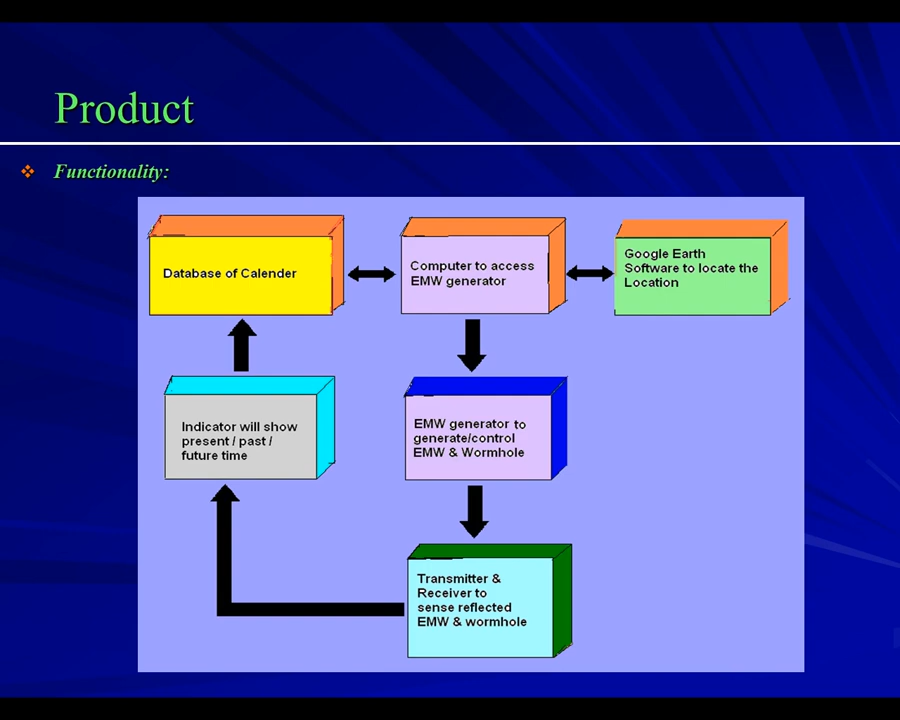 Product
Functionality:
Database of Calender
Computer to access
EMW generator
Google Earth
Software to locate the
Location
Indicator will show
present / past /
future time
EMW generator to
generate/control
EMW & Wormhole
Transmitter &
Receiver to
sense reflected
EMW & wormhole